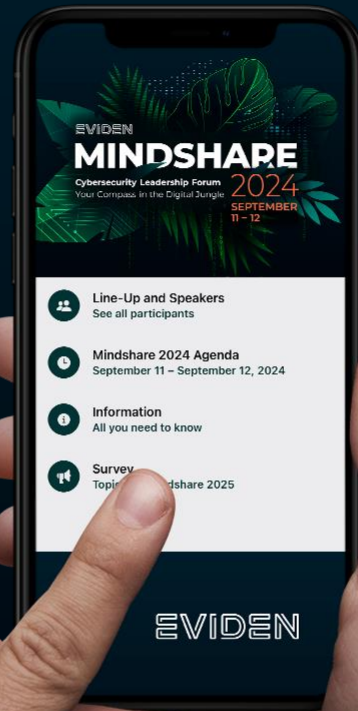 EVIDEN
MINDSHARE
Cybersecurity Leadership Forum
Your Compass in the Digital Jungle
2024
SEPTEMBER
11 – 12
Line-Up and Speakers
See all participants
Mindshare 2024 Agenda
September 11 – September 12, 2024
Information
All you need to know
Survey
2025
EVIDEN